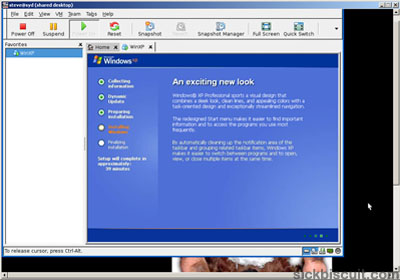 steve@syd (shared desktop)
File Edit View VM Team Tabs Help
Power Off Suspend Reset Snapshot Snapshot Manager Full Screen Quick Switch
Favorites
Home WinXP
WinXP
Windows xp
Collecting
information
Dynamic
Update
Preparing
installation
Installing
Windows
Finalizing
installation
Setup will complete in
approximately:
39 minutes
An exciting new look
Windows® XP Professional sports a visual design that
combines a sleek look, clean lines, and appealing colors with a
task-oriented design and exceptionally streamlined navigation.
The redesigned Start menu makes it easier to find important
information and to access the programs you use most
frequently.
By automatically cleaning up the notification area of the
taskbar and grouping related taskbar items, Windows XP
makes it easier to switch between programs and to open,
view, or close multiple items at the same time.
To release cursor, press Ctrl-Alt.
sickbiscuit.com